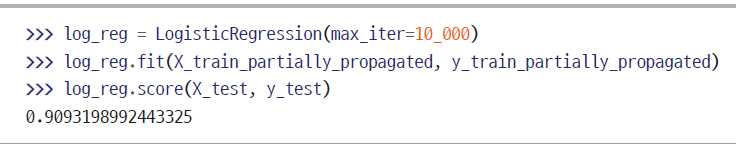 >>> log_reg = LogisticRegression(max_iter=10_000)
>>> log_reg.fit(X_train_partially_propagated, y_train_partially_propagated)
>>> log_reg.score(X_test, y_test)
0.9093198992443325